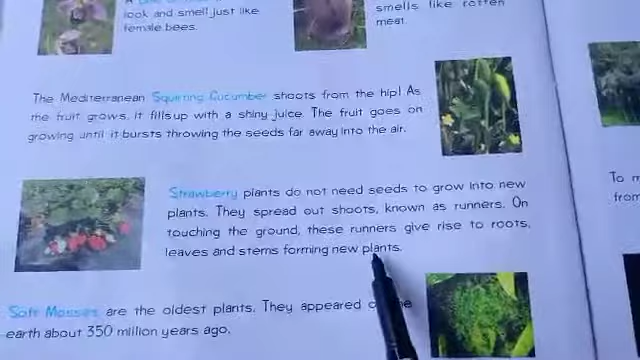 look and smell just like
female bees.
smells like rotten
meat.
The Mediterranean Squirting Cucumber shoots from the hip! As
the fruit grows, it fills up with a shiny juice. The fruit goes on
growing until it bursts throwing the seeds far away into the air.
Strawberry plants do not need seeds to grow into new
plants. They spread out shoots, known as runners. On
touching the ground, these runners give rise to roots,
leaves and stems forming new plants.
Soft Mosses are the oldest plants. They appeared
earth about 350 million years ago.
To
from